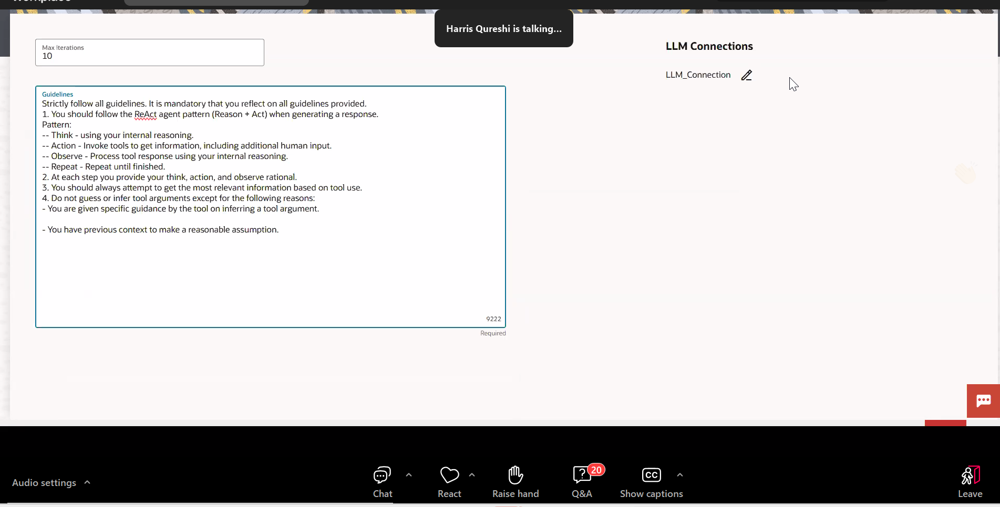 Harris Qureshi is talking...
Max iterations
10
LLM Connections
LLM_Connection
Guidelines
Strictly follow all guidelines. It is mandatory that you reflect on all guidelines provided.
1. You should follow the ReAct agent pattern (Reason + Act) when generating a response.
Pattern:
-- Think - using your internal reasoning.
-- Action - Invoke tools to get information, including additional human input.
-- Observe - Process tool response using your internal reasoning.
-- Repeat - Repeat until finished.
2. At each step you provide your think, action, and observe rational.
3. You should always attempt to get the most relevant information based on tool use.
4. Do not guess or infer tool arguments except for the following reasons:
- You are given specific guidance by the tool on inferring a tool argument.
- You have previous context to make a reasonable assumption.
9222
Required
Audio settings
Chat
React
Raise hand
20
Q&A
CC
Show captions
Leave